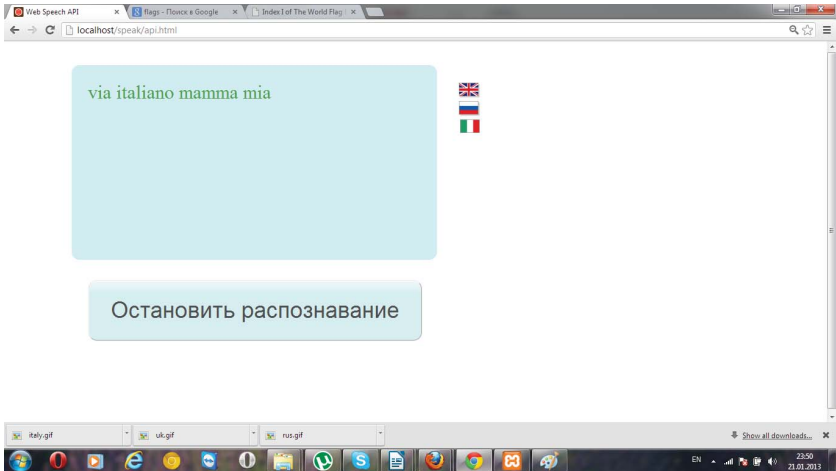 Web Speech API
flags - Поиск в Google
Index I of The World Flag
localhost/speak/api.html
via italiano mamma mia
Остановить распознавание
italy.gif
uk.gif
rus.gif
Show all downloads...
EN
23:50
21.01.2013